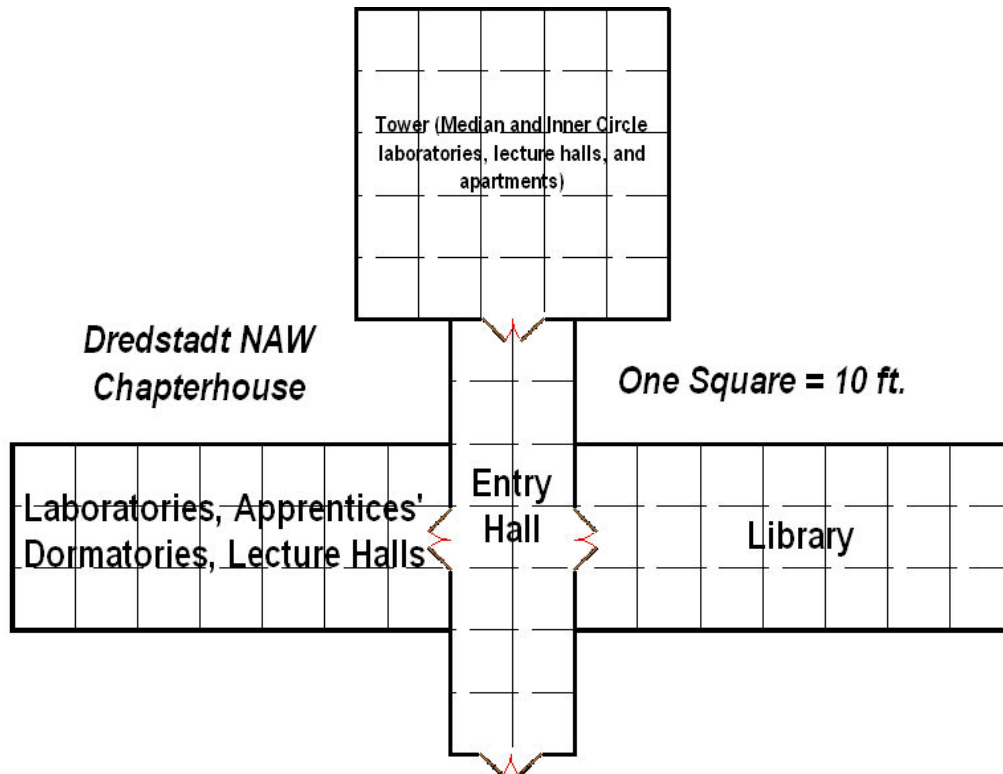 Tower (Median and Inner Circle
laboratories, lecture halls, and
apartments)
Dredstadt NAW
Chapterhouse
One Square = 10 ft.
Laboratories, Apprentices'
Dormatories, Lecture Halls
Entry
Hall
Library